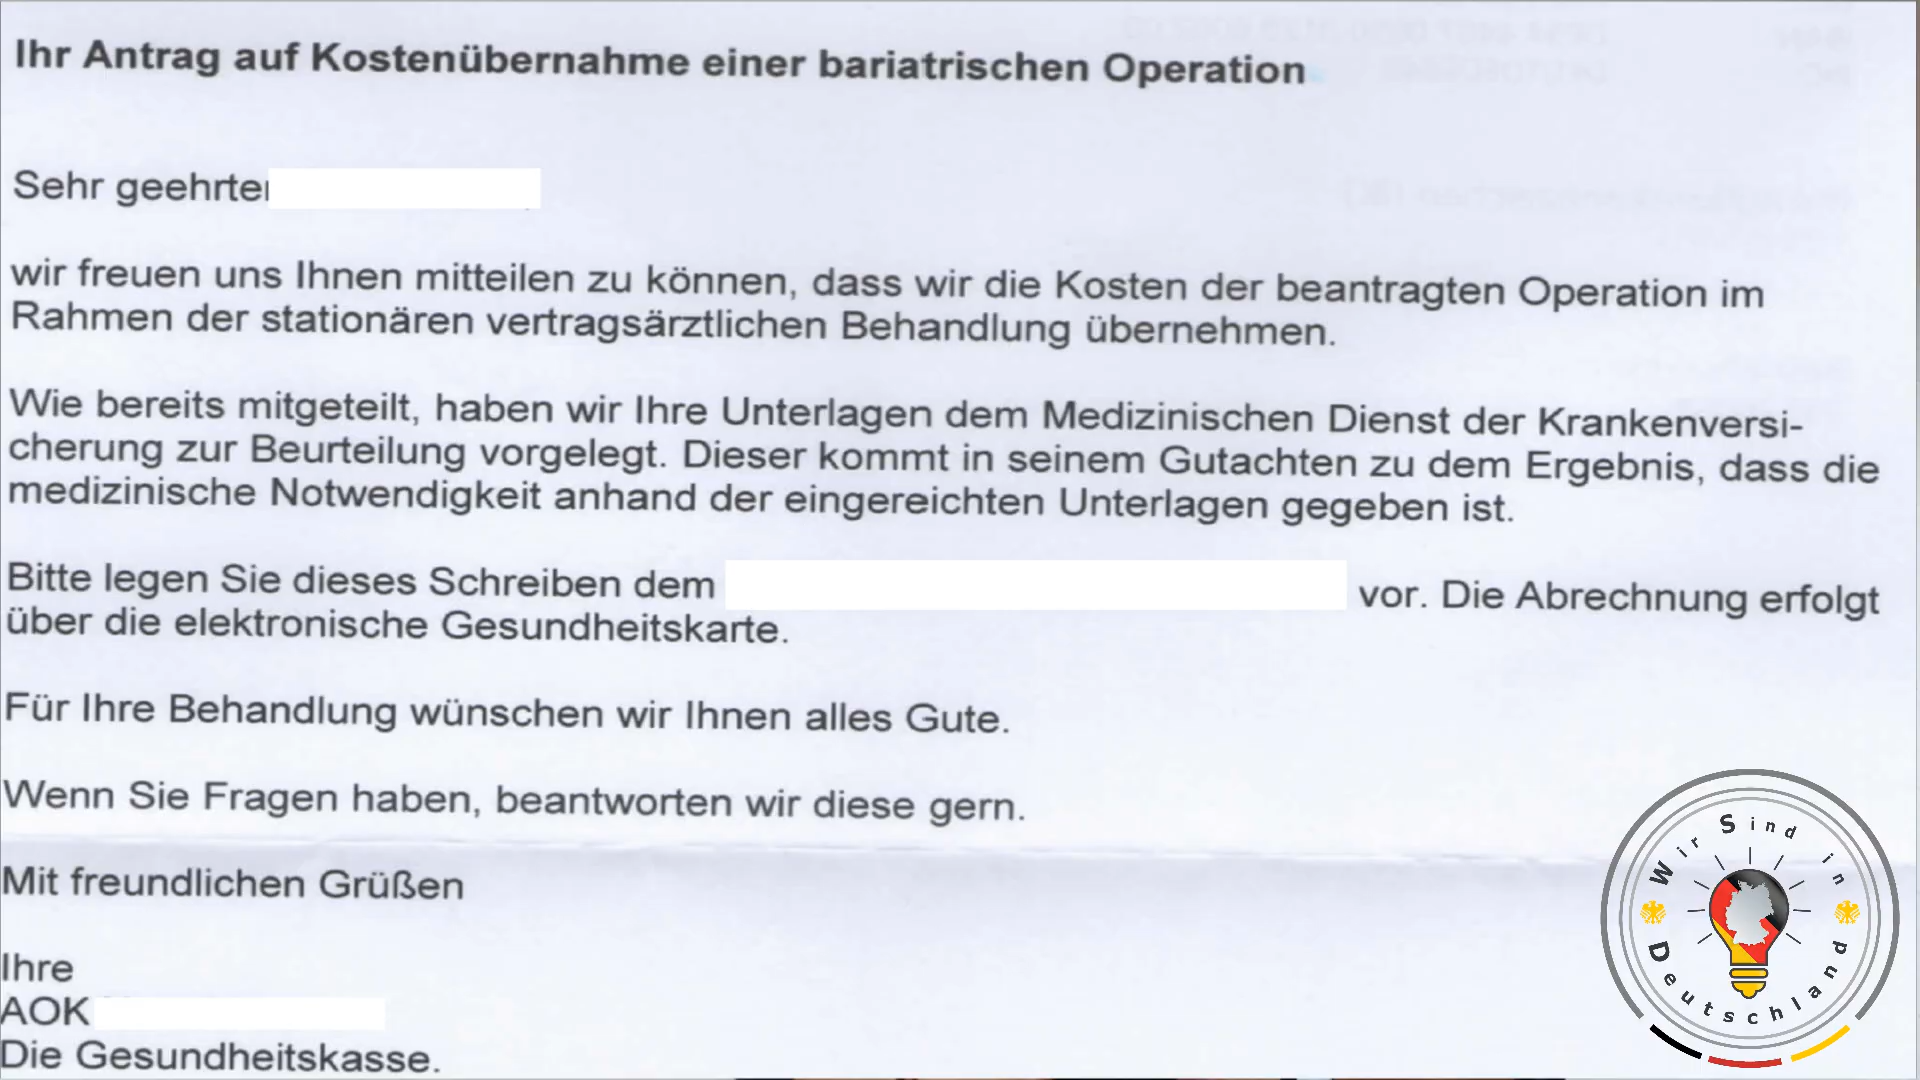 Ihr Antrag auf Kostenübernahme einer bariatrischen Operation
Sehr geehrter
wir freuen uns Ihnen mitteilen zu können, dass wir die Kosten der beantragten Operation im
Rahmen der stationären vertragsärztlichen Behandlung übernehmen.
Wie bereits mitgeteilt, haben wir Ihre Unterlagen dem Medizinischen Dienst der Krankenversi-
cherung zur Beurteilung vorgelegt. Dieser kommt in seinem Gutachten zu dem Ergebnis, dass die
medizinische Notwendigkeit anhand der eingereichten Unterlagen gegeben ist.
Bitte legen Sie dieses Schreiben dem vor. Die Abrechnung erfolgt
über die elektronische Gesundheitskarte.
Für Ihre Behandlung wünschen wir Ihnen alles Gute.
Wenn Sie Fragen haben, beantworten wir diese gern.
Mit freundlichen Grüßen
Ihre
AOK
Die Gesundheitskasse.
Wir Sind in
Deutschland